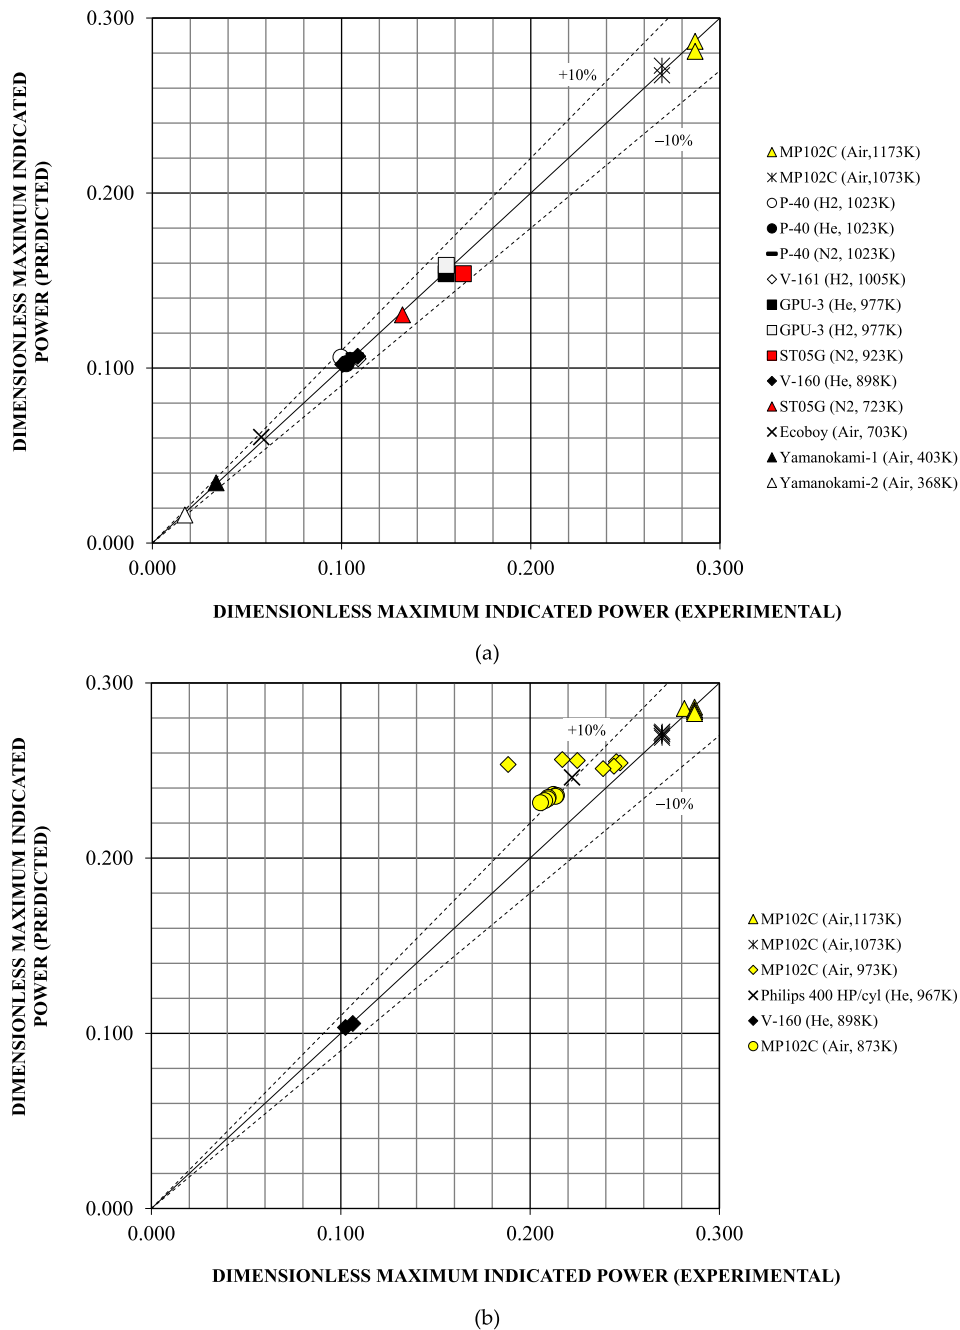 0.300
0.200
0.100
0.000
DIMENSIONLESS MAXIMUM INDICATED
POWER (PREDICTED)
+10%
−10%
MP102C (Air,1173K)
MP102C (Air,1073K)
P-40 (H2, 1023K)
P-40 (He, 1023K)
P-40 (N2, 1023K)
V-161 (H2, 1005K)
GPU-3 (He, 977K)
GPU-3 (H2, 977K)
ST05G (N2, 923K)
V-160 (He, 898K)
ST05G (N2, 723K)
Ecoboy (Air, 703K)
Yamanokami-1 (Air, 403K)
Yamanokami-2 (Air, 368K)
0.000 0.100 0.200 0.300
DIMENSIONLESS MAXIMUM INDICATED POWER (EXPERIMENTAL)
(a)
0.300
0.200
0.100
0.000
DIMENSIONLESS MAXIMUM INDICATED
POWER (PREDICTED)
+10%
−10%
MP102C (Air,1173K)
MP102C (Air,1073K)
MP102C (Air, 973K)
Philips 400 HP/cyl (He, 967K)
V-160 (He, 898K)
MP102C (Air, 873K)
0.000 0.100 0.200 0.300
DIMENSIONLESS MAXIMUM INDICATED POWER (EXPERIMENTAL)
(b)